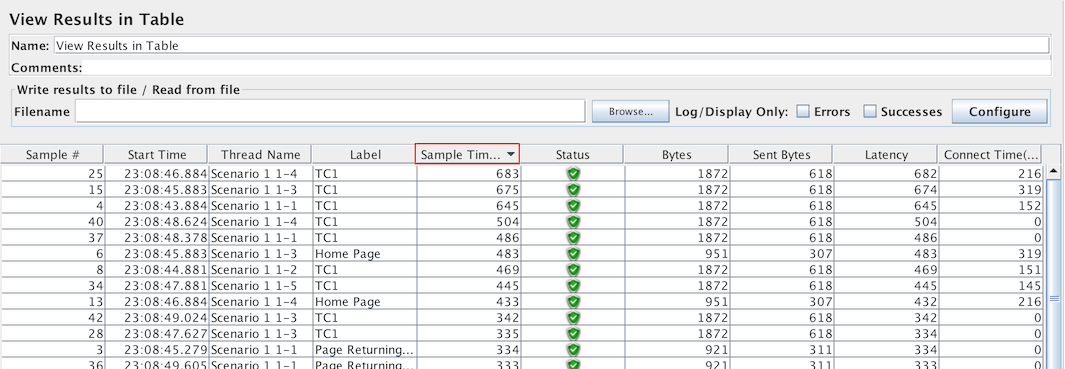 View Results in Table
Name: View Results in Table
Comments:
Write results to file / Read from file
Filename Browse... Log/Display Only: Errors Successes Configure
Sample # Start Time Thread Name Label Sample Tim... Status Bytes Sent Bytes Latency Connect Time(...
25 23:08:46.884 Scenario 1 1-4 TC1 683 1872 618 682 216
15 23:08:45.883 Scenario 1 1-3 TC1 675 1872 618 674 319
4 23:08:43.884 Scenario 1 1-1 TC1 645 1872 618 645 152
40 23:08:48.624 Scenario 1 1-4 TC1 504 1872 618 504 0
37 23:08:48.378 Scenario 1 1-1 TC1 486 1872 618 486 0
6 23:08:45.883 Scenario 1 1-3 Home Page 483 951 307 483 319
8 23:08:44.881 Scenario 1 1-2 TC1 469 1872 618 469 151
34 23:08:47.881 Scenario 1 1-5 TC1 445 1872 618 445 145
13 23:08:46.884 Scenario 1 1-4 Home Page 433 951 307 432 216
42 23:08:49.024 Scenario 1 1-3 TC1 342 1872 618 342 0
28 23:08:47.627 Scenario 1 1-3 TC1 335 1872 618 334 0
3 23:08:45.279 Scenario 1 1-1 Page Returning... 334 921 311 334 0
36 23:08:49.605 Scenario 1 1-1 Page Returning... 333 921 311 333 0